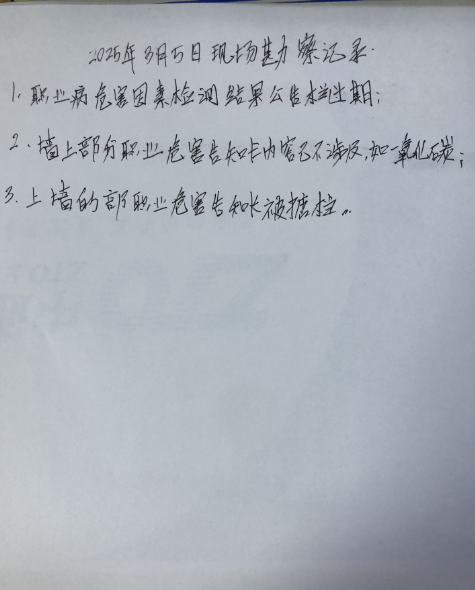 2025年3月5日现场勘察记录.
1. 职业病危害因素检测结果公告栏过期;
2. 墙上部分职业危害告知卡内容已不涉及,如一氧化碳;
3. 上墙的部分职业危害告知卡被遮挡。